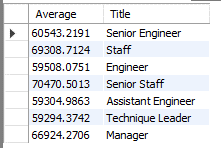 Average Title
60543.2191 Senior Engineer
69308.7124 Staff
59508.0751 Engineer
70470.5013 Senior Staff
59304.9863 Assistant Engineer
59294.3742 Technique Leader
66924.2706 Manager